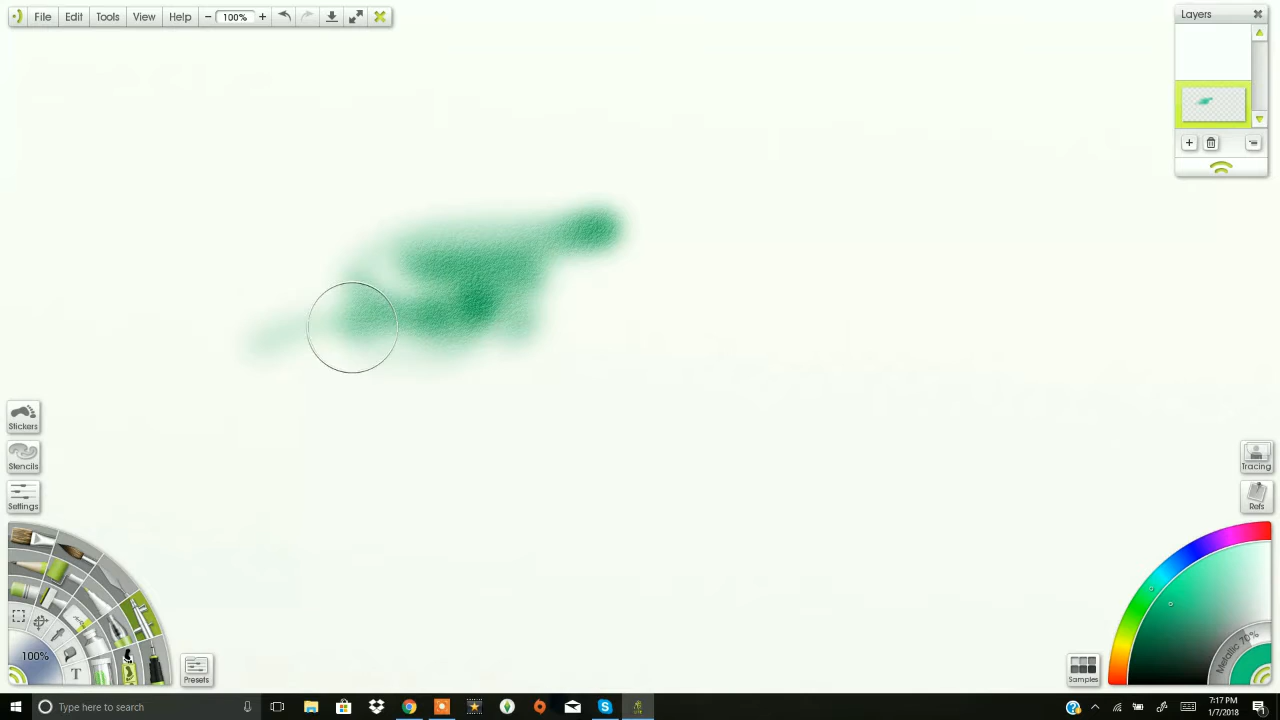 File Edit Tools View Help − 100% +
Layers
Stickers
Stencils
Settings
Tracing
Refs
100%
T
Presets
Metallic 70%
Samples
Type here to search
7:17 PM
1/7/2018